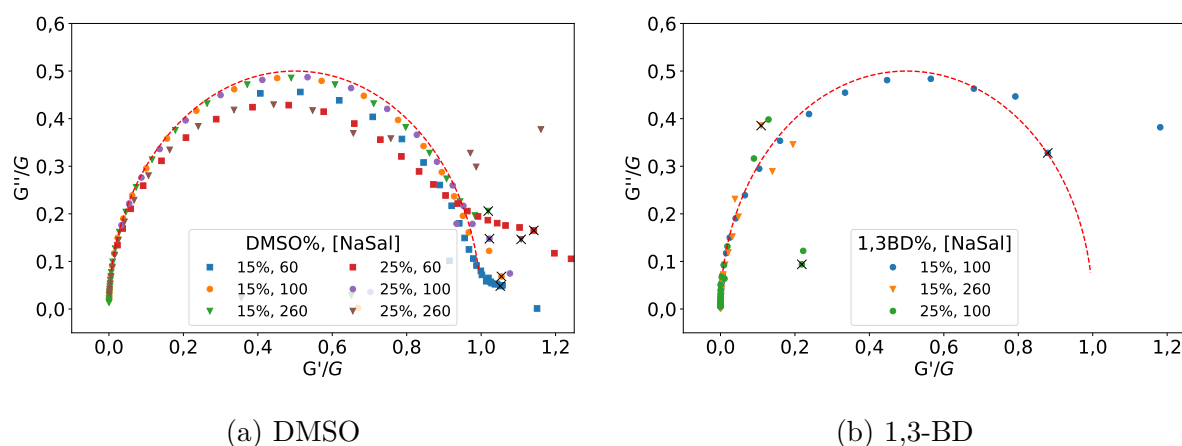 0,6
0,5
0,4
0,3
0,2
0,1
0,0
G''/G
0,0 0,2 0,4 0,6 0,8 1,0 1,2
G'/G
DMSO%, [NaSal]
15%, 60
15%, 100
15%, 260
25%, 60
25%, 100
25%, 260
(a) DMSO
0,6
0,5
0,4
0,3
0,2
0,1
0,0
G''/G
0,0 0,2 0,4 0,6 0,8 1,0 1,2
G'/G
1,3BD%, [NaSal]
15%, 100
15%, 260
25%, 100
(b) 1,3-BD